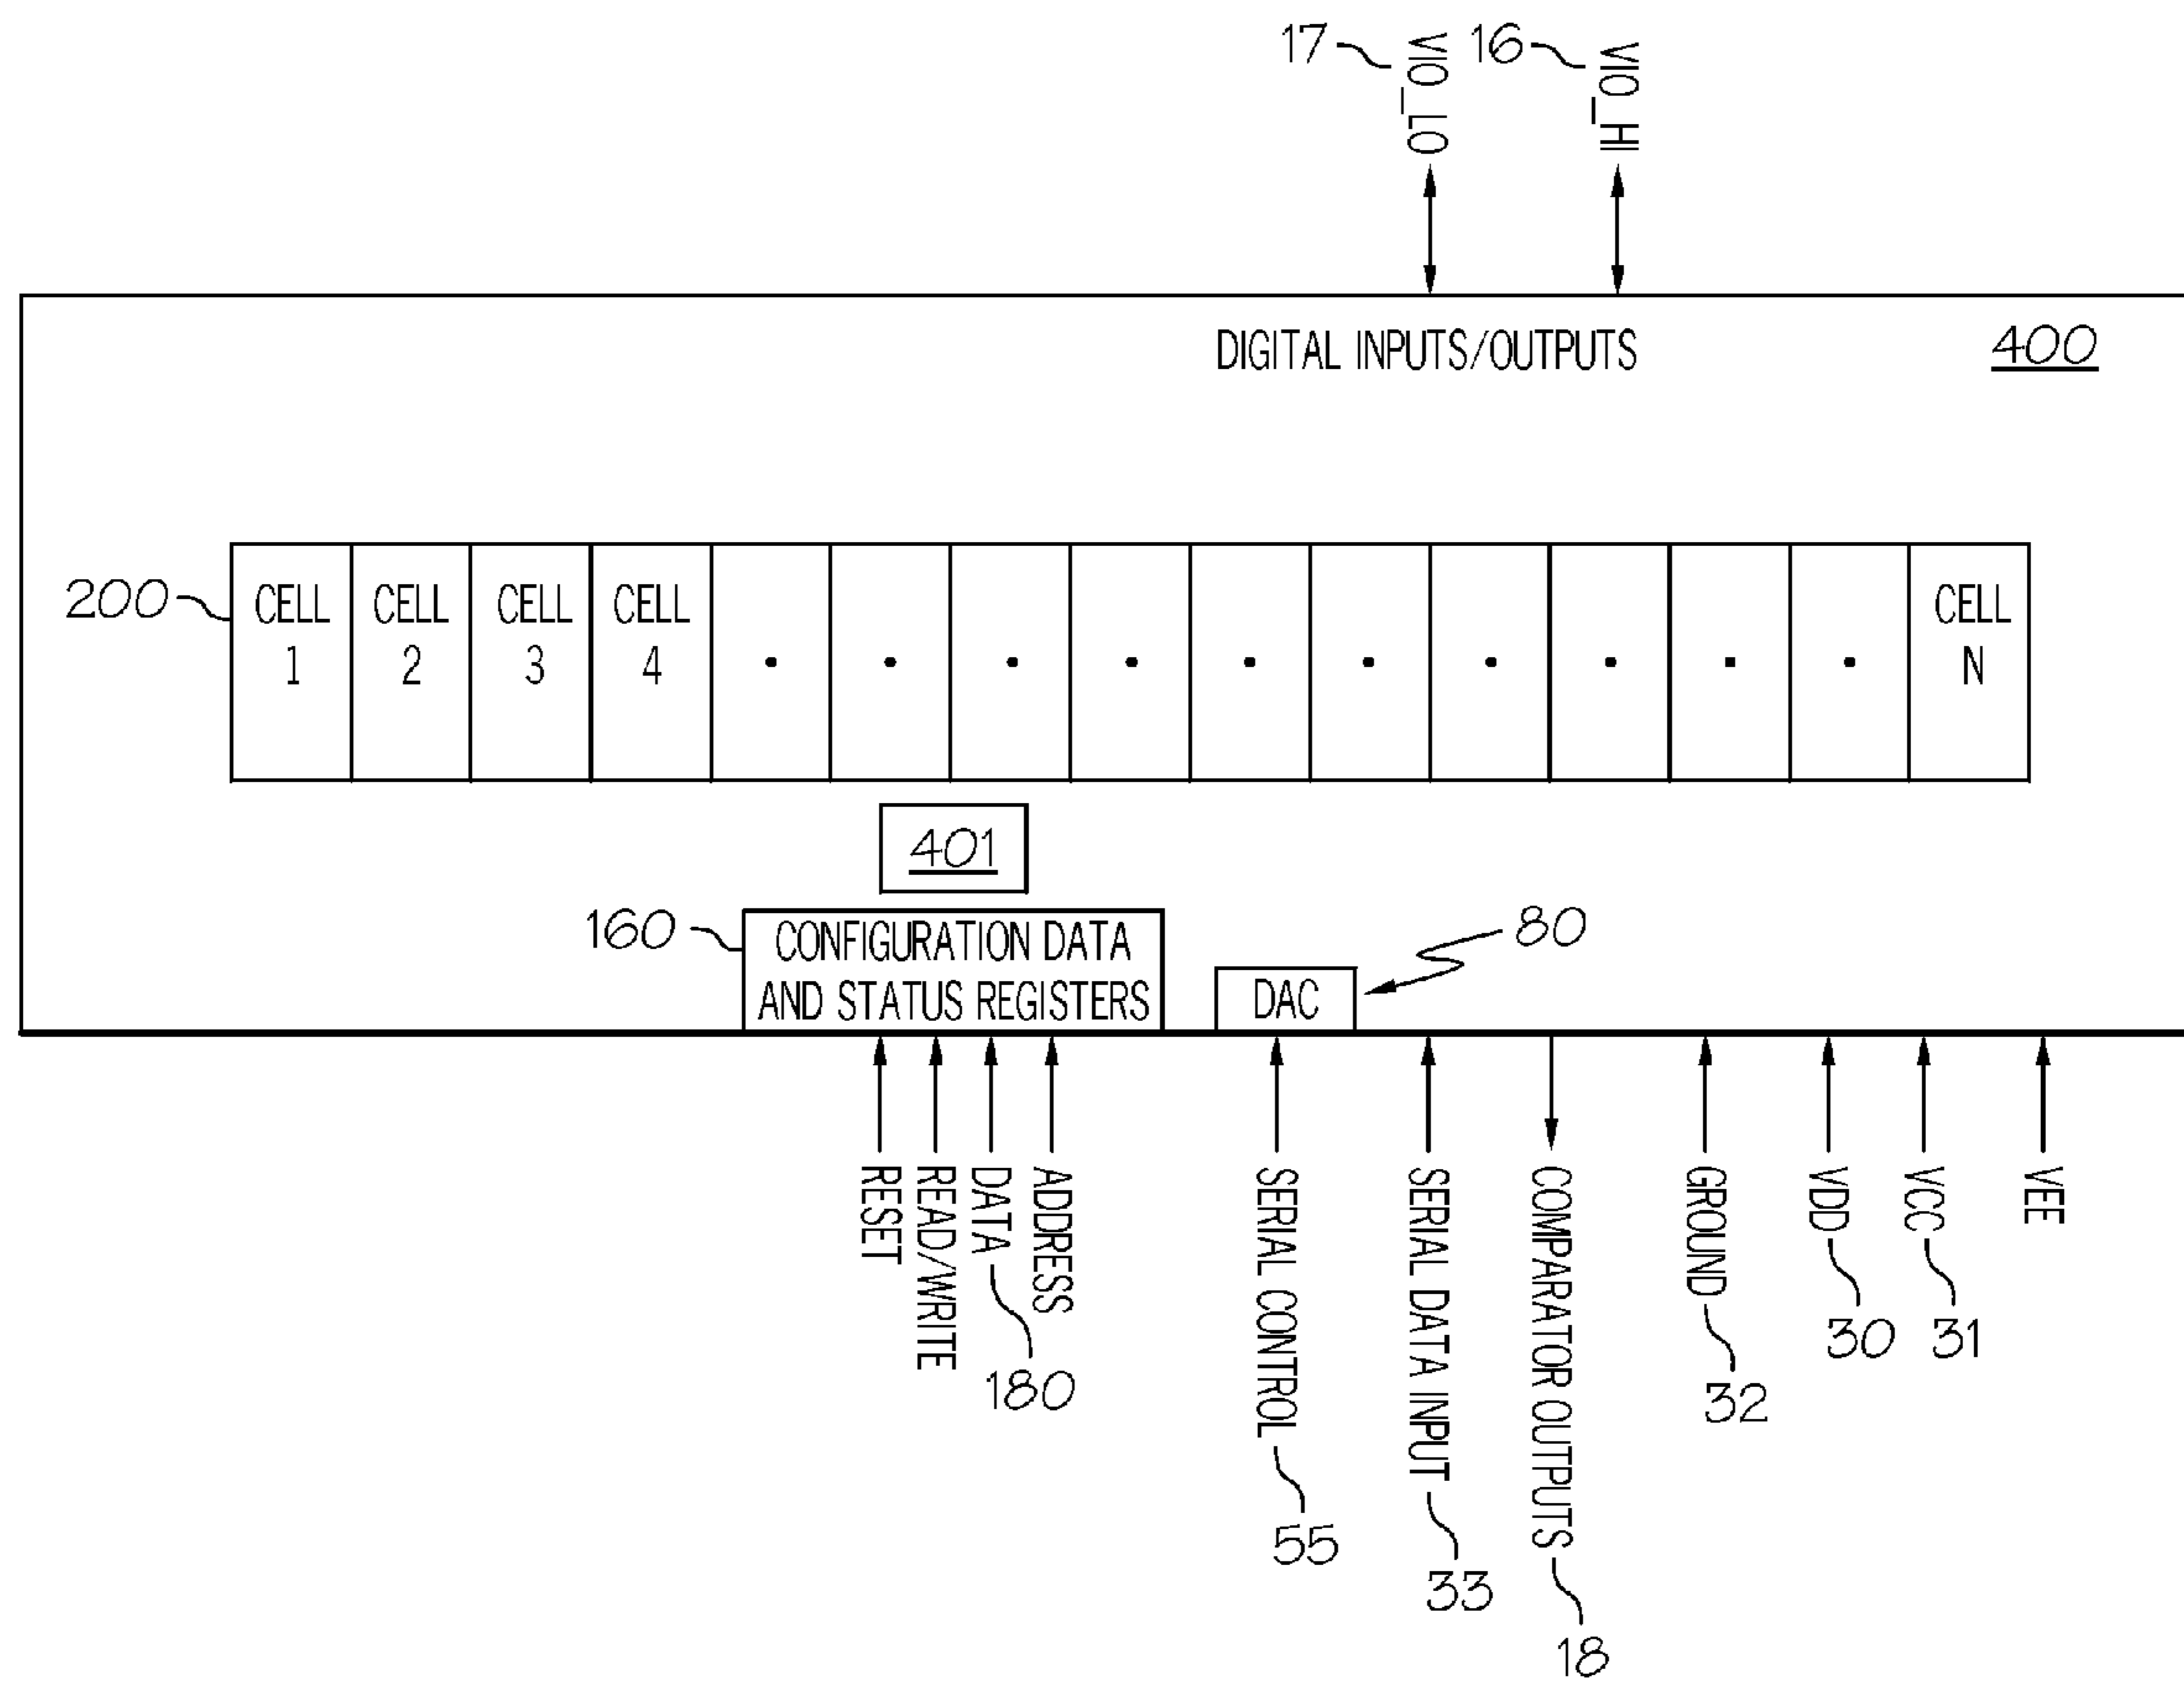 17
VIO_LO
16
VIO_HI
DIGITAL INPUTS/OUTPUTS
400
200
CELL
1
CELL
2
CELL
3
CELL
4
. . . . . . . . . .
CELL
N
401
160
CONFIGURATION DATA
AND STATUS REGISTERS
DAC
80
RESET
READ/WRITE
DATA
180
ADDRESS
SERIAL CONTROL
55
SERIAL DATA INPUT
33
COMPARATOR OUTPUTS
18
GROUND
32
VDD
30
VCC
31
VEE